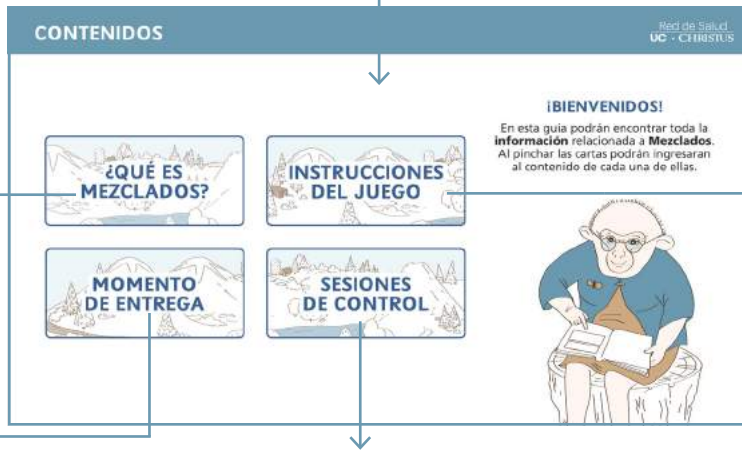 CONTENIDOS
Red de Salud
UC · CHRISTUS
¡BIENVENIDOS!
En esta guia podrán encontrar toda la
información relacionada a Mezclados.
Al pinchar las cartas podrán ingresaran
al contenido de cada una de ellas.
¿QUÉ ES
MEZCLADOS?
INSTRUCCIONES
DEL JUEGO
MOMENTO
DE ENTREGA
SESIONES
DE CONTROL